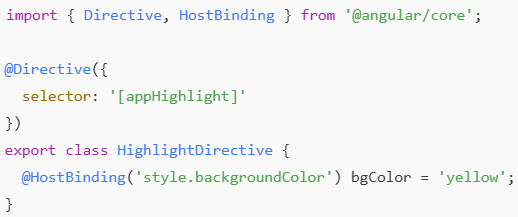 import { Directive, HostBinding } from '@angular/core';

@Directive({
  selector: '[appHighlight]'
})
export class HighlightDirective {
  @HostBinding('style.backgroundColor') bgColor = 'yellow';
}